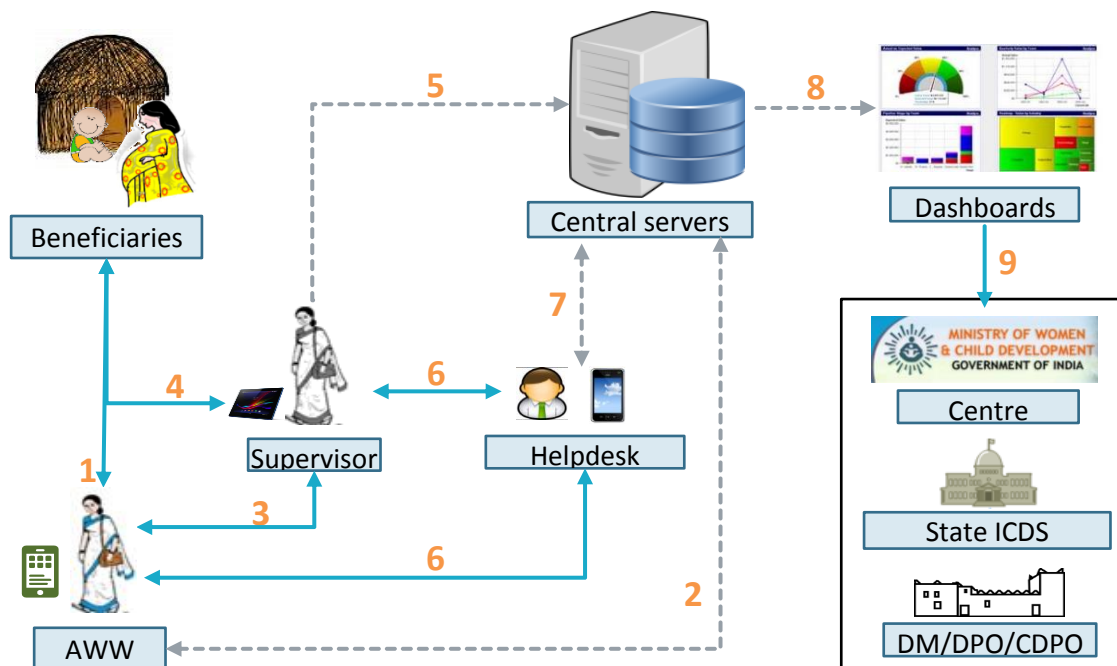 5
8
Beneficiaries
Central servers
Dashboards
9
7
MINISTRY OF WOMEN
& CHILD DEVELOPMENT
GOVERNMENT OF INDIA
4
6
Centre
Supervisor
Helpdesk
1
3
State ICDS
6
2
AWW
DM/DPO/CDPO